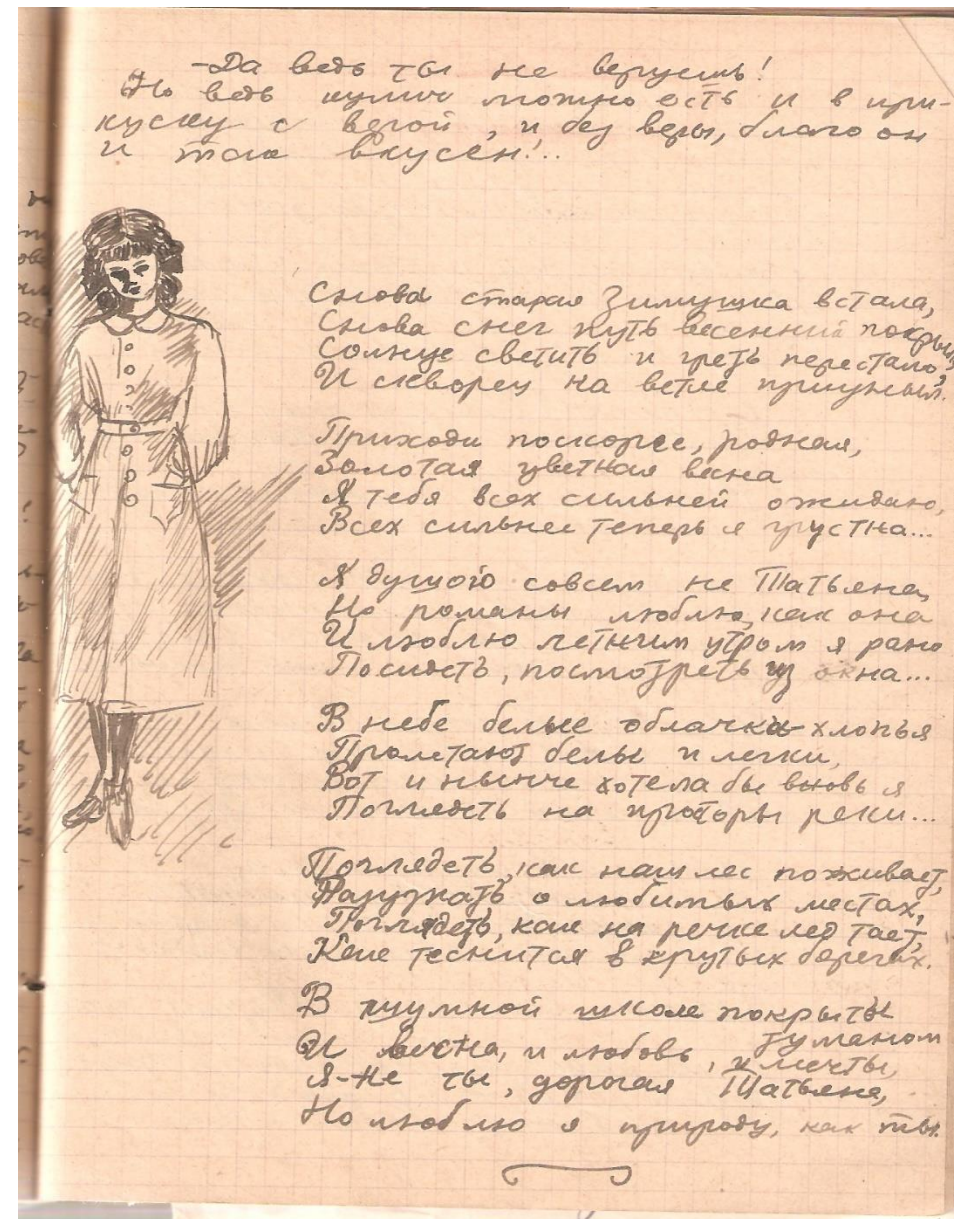 -Да ведь ты не веруешь!
Но ведь кулич можно есть и в при-
куску с верой, и без веры, благо он
и так вкусен!..
Снова старая Зимушка встала,
Снова снег путь весенний покрыл,
Солнце светить и греть перестало,
И скворец на ветле приуныл.
Приходи поскорее, родная,
Золотая цветная весна
Я тебя всех сильней ожидаю,
Всех сильнее теперь я грустна...
Я душою совсем не Татьяна,
Но романы люблю, как она
И люблю летним утром я рано
Посидеть, посмотреть из окна...
В небе белые облачка-хлопья
Пролетают белы и легки,
Вот и нынче хотела бы вновь я
Поглядеть на просторы реки...
Поглядеть, как наш лес поживает,
Разузнать о любимых местах,
Поглядеть, как на речке лед тает,
Как теснится в крутых берегах.
В шумной школе покрыты
туманом
И весна, и любовь, и мечты,
Я-не ты, дорогая Татьяна,
Но люблю я природу, как ты.